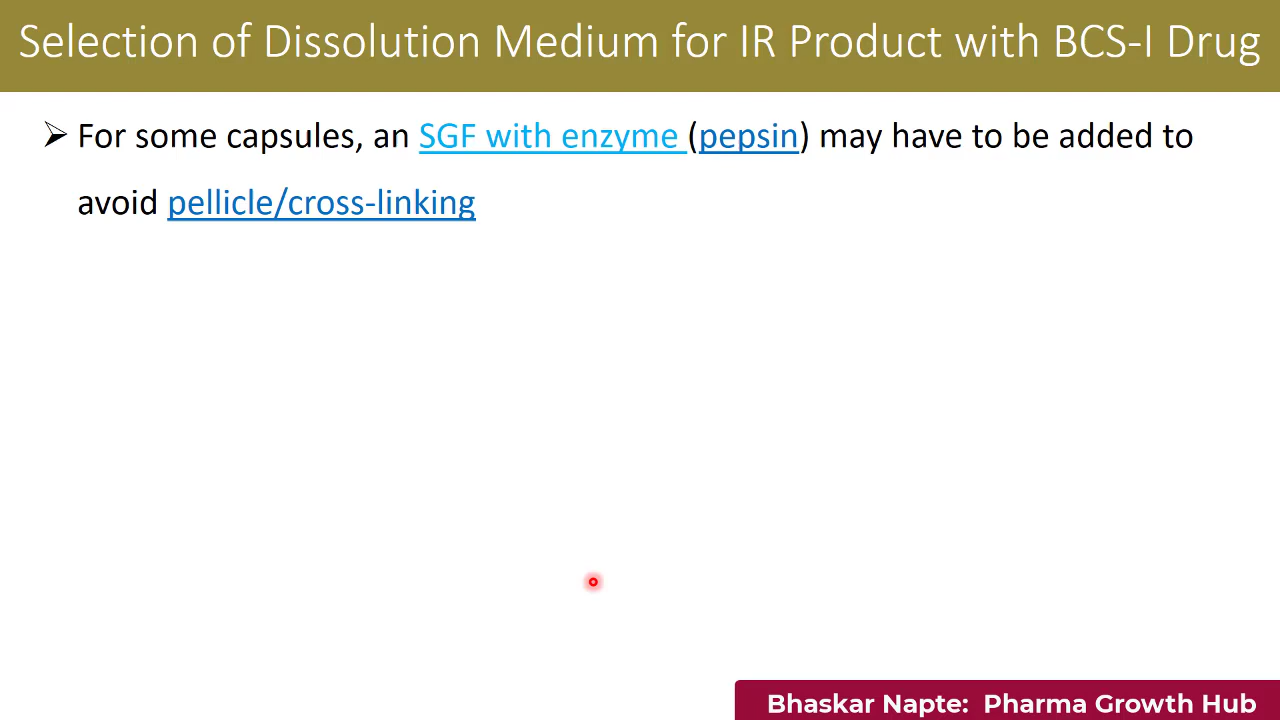 Selection of Dissolution Medium for IR Product with BCS-I Drug
➢ For some capsules, an SGF with enzyme (pepsin) may have to be added to
avoid pellicle/cross-linking
Bhaskar Napte: Pharma Growth Hub